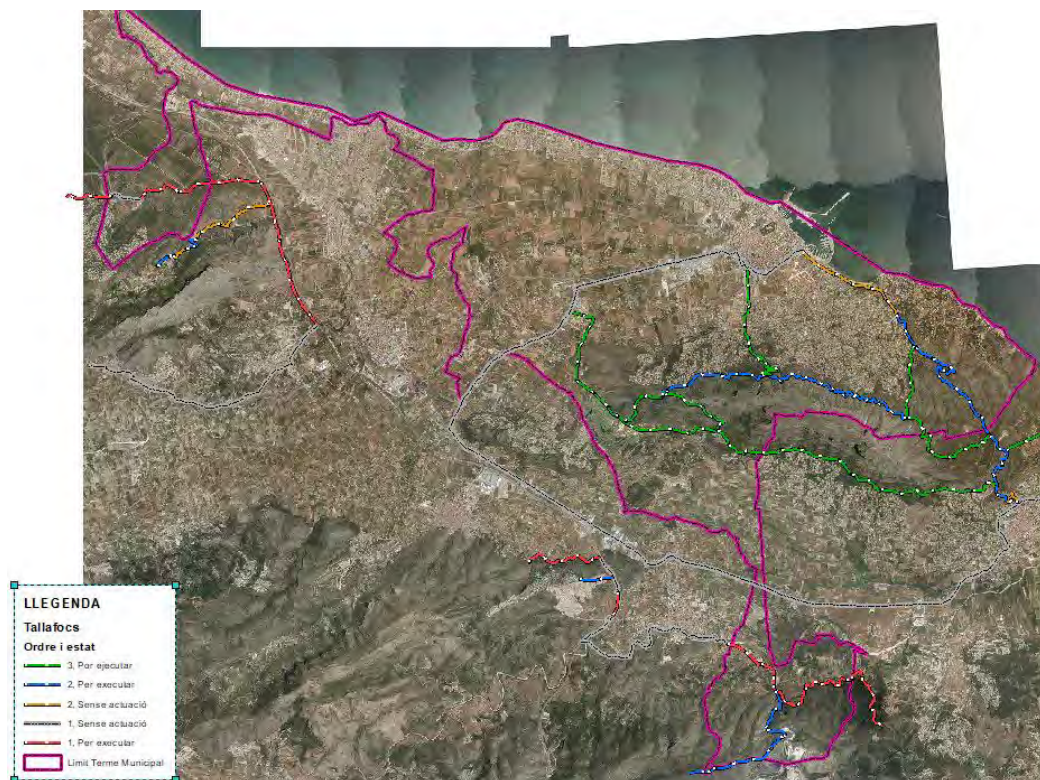 LLEGENDA
Tallafocs
Ordre i estat
3, Por ejecutar
2, Per executar
2, Sense actuació
1, Sense actuació
1, Per executar
Límit Terme Municipal